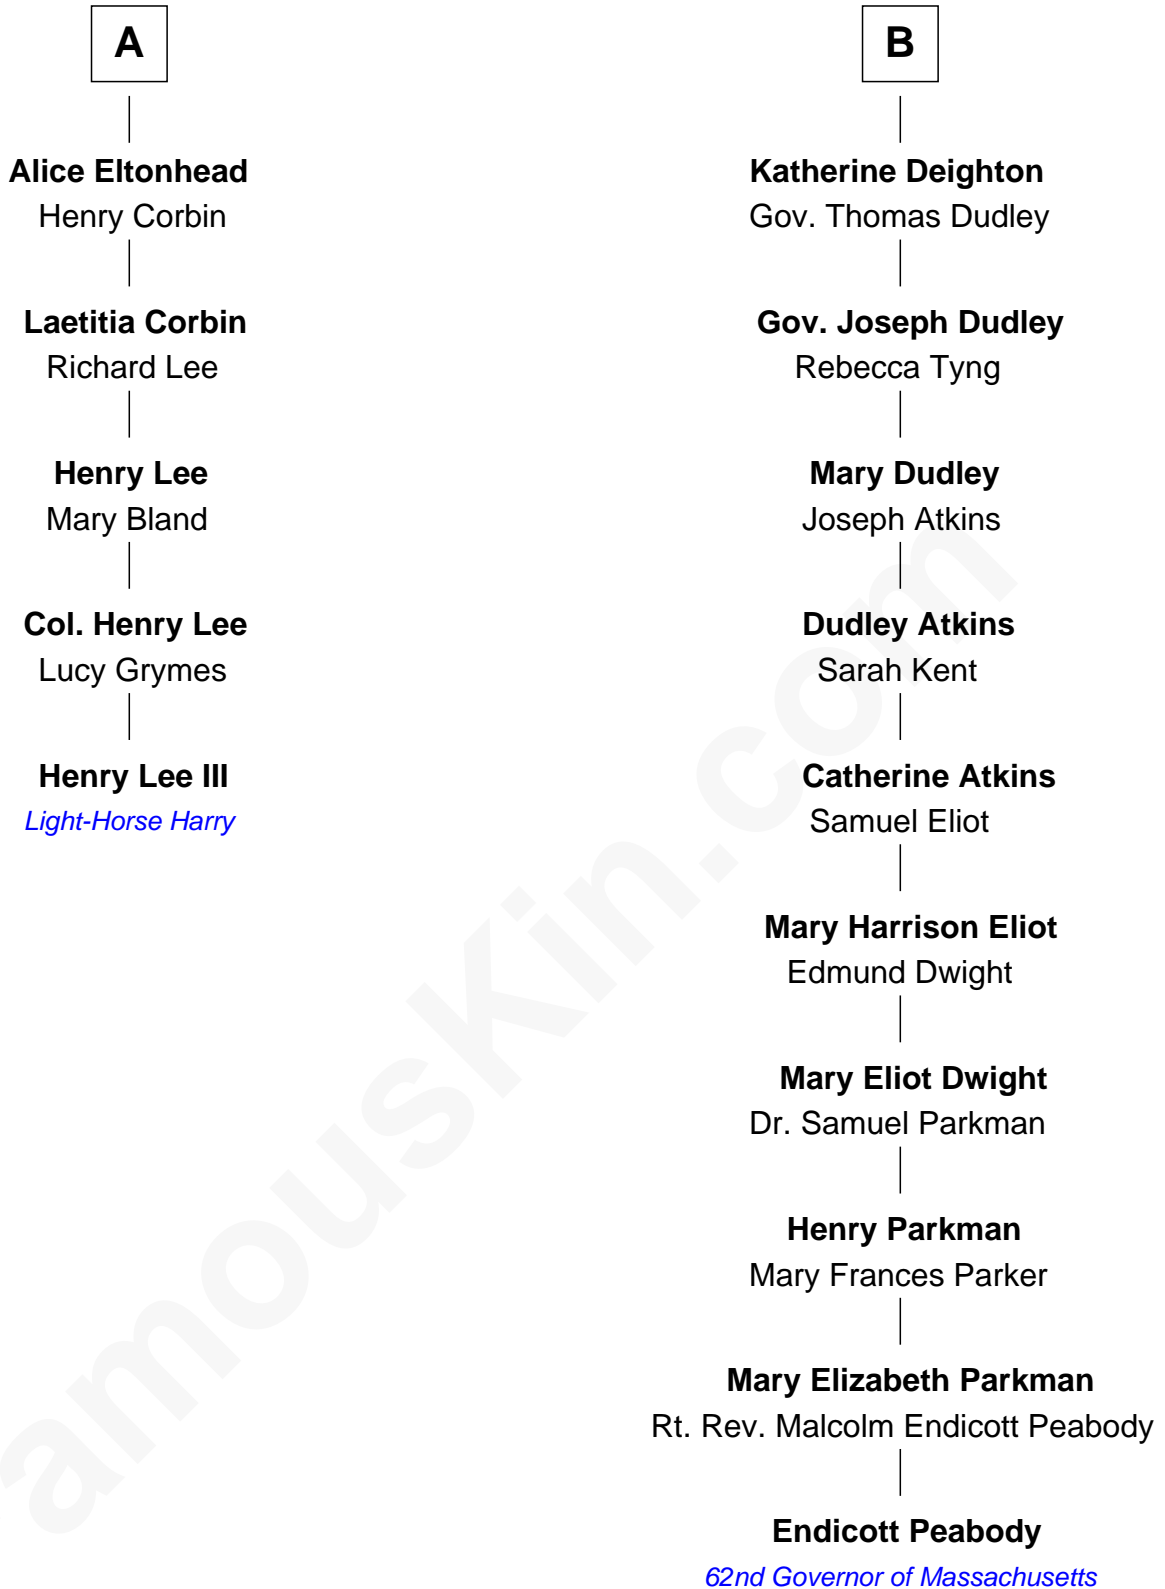 A
Alice Eltonhead
Henry Corbin
Laetitia Corbin
Richard Lee
Henry Lee
Mary Bland
Col. Henry Lee
Lucy Grymes
Henry Lee III
Light-Horse Harry
B
Katherine Deighton
Gov. Thomas Dudley
Gov. Joseph Dudley
Rebecca Tyng
Mary Dudley
Joseph Atkins
Dudley Atkins
Sarah Kent
Catherine Atkins
Samuel Eliot
Mary Harrison Eliot
Edmund Dwight
Mary Eliot Dwight
Dr. Samuel Parkman
Henry Parkman
Mary Frances Parker
Mary Elizabeth Parkman
Rt. Rev. Malcolm Endicott Peabody
Endicott Peabody
62nd Governor of Massachusetts
amousKin.com